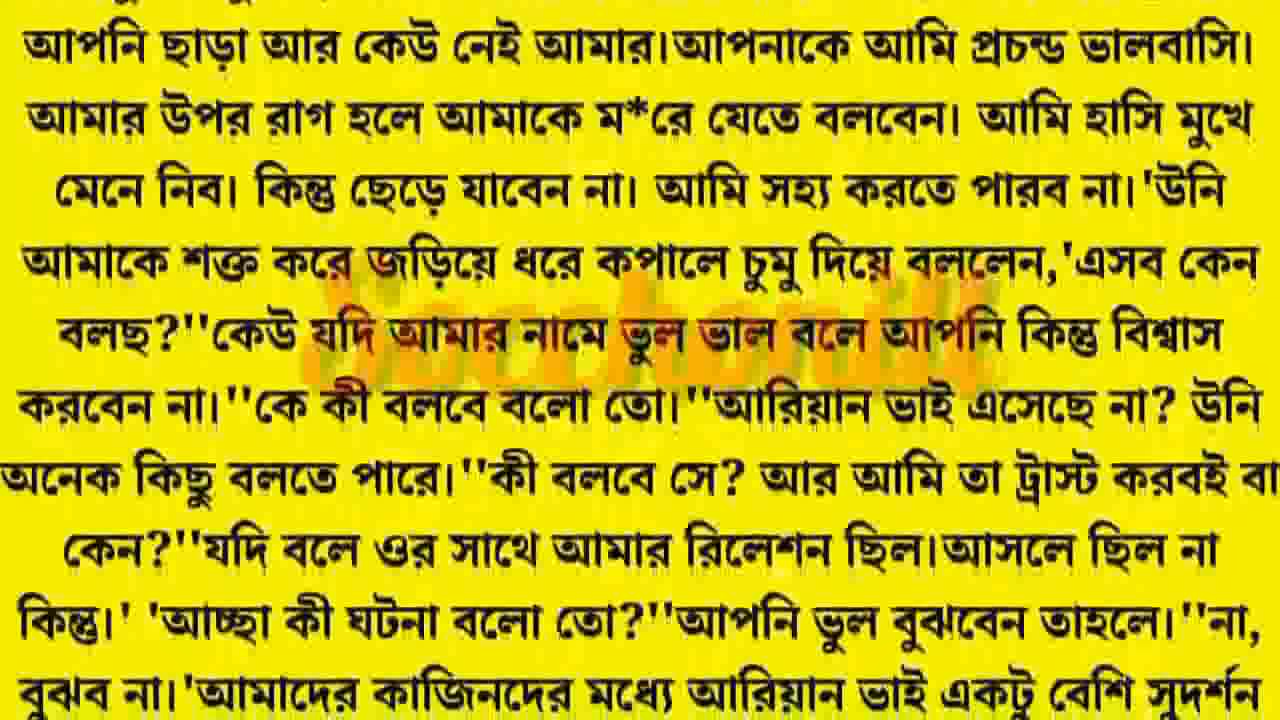 আপনি ছাড়া আর কেউ নেই আমার।আপনাকে আমি প্রচন্ড ভালবাসি।
আমার উপর রাগ হলে আমাকে ম*রে যেতে বলবেন। আমি হাসি মুখে
মেনে নিব। কিন্তু ছেড়ে যাবেন না। আমি সহ্য করতে পারব না।'উনি
আমাকে শক্ত করে জড়িয়ে ধরে কপালে চুমু দিয়ে বললেন,'এসব কেন
বলছ?''কেউ যদি আমার নামে ভুল ভাল বলে আপনি কিন্তু বিশ্বাস
করবেন না।''কে কী বলবে বলো তো।''আরিয়ান ভাই এসেছে না? উনি
অনেক কিছু বলতে পারে।''কী বলবে সে? আর আমি তা ট্রাস্ট করবই বা
কেন?''যদি বলে ওর সাথে আমার রিলেশন ছিল।আসলে ছিল না
কিন্তু।' 'আচ্ছা কী ঘটনা বলো তো?''আপনি ভুল বুঝবেন তাহলে।''না,
বুঝব না।'আমাদের কাজিনদের মধ্যে আরিয়ান ভাই একটু বেশি সুদর্শন